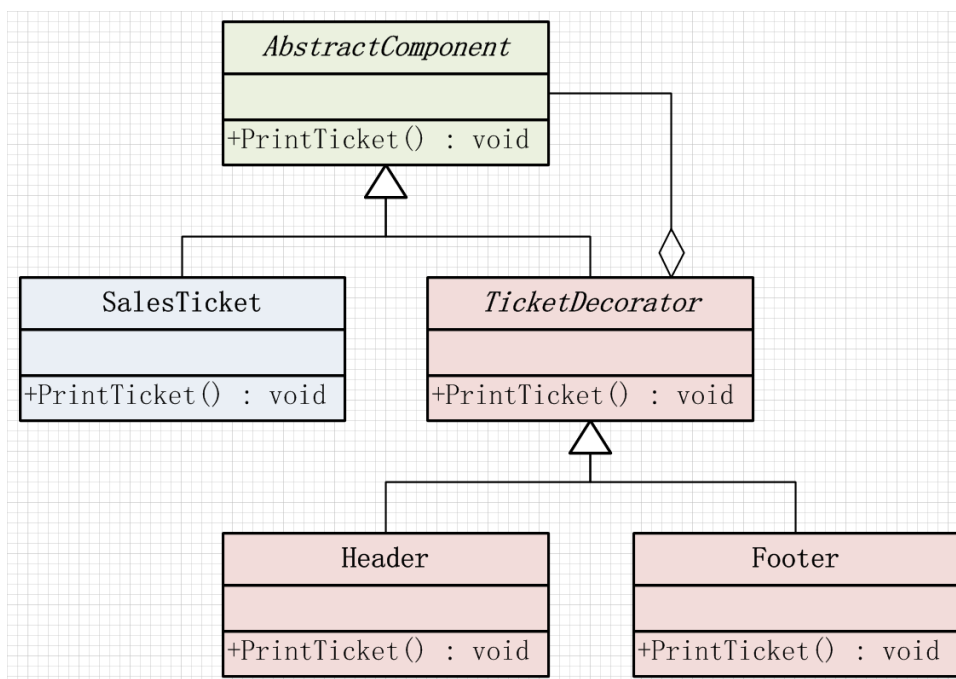 AbstractComponent
+PrintTicket() : void
SalesTicket
+PrintTicket() : void
TicketDecorator
+PrintTicket() : void
Header
+PrintTicket() : void
Footer
+PrintTicket() : void